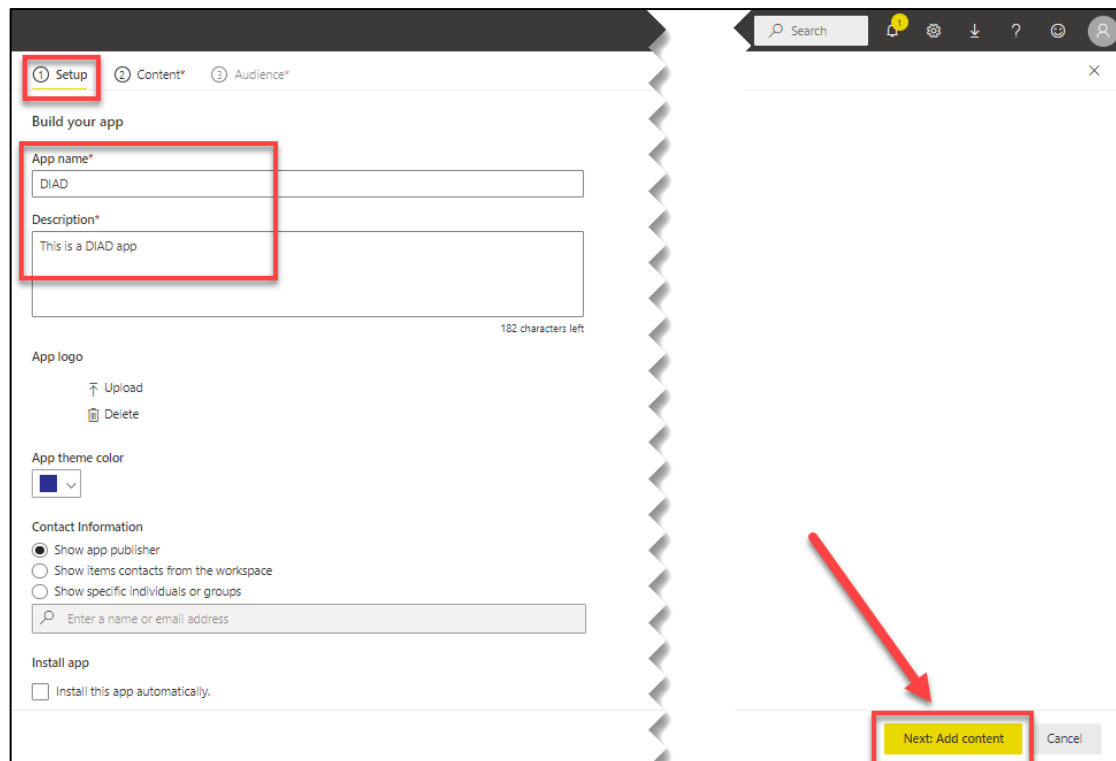 Search
1
?
1 Setup 2 Content* 3 Audience*
Build your app
App name*
DIAD
Description*
This is a DIAD app
182 characters left
App logo
Upload
Delete
App theme color
Contact Information
Show app publisher
Show items contacts from the workspace
Show specific individuals or groups
Enter a name or email address
Install app
Install this app automatically.
Next: Add content Cancel